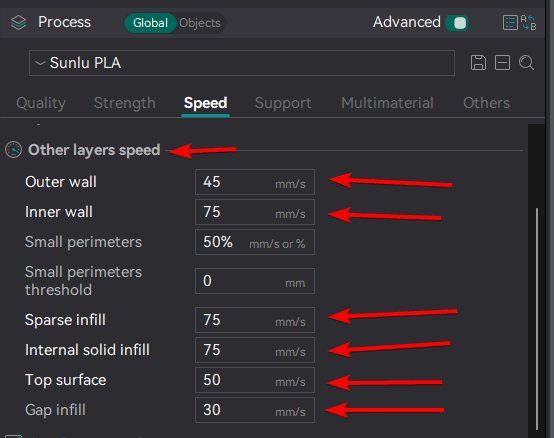 Process Global Objects Advanced
Sunlu PLA
Quality Strength Speed Support Multimaterial Others
Other layers speed
Outer wall 45 mm/s
Inner wall 75 mm/s
Small perimeters 50% mm/s or %
Small perimeters
threshold 0 mm
Sparse infill 75 mm/s
Internal solid infill 75 mm/s
Top surface 50 mm/s
Gap infill 30 mm/s